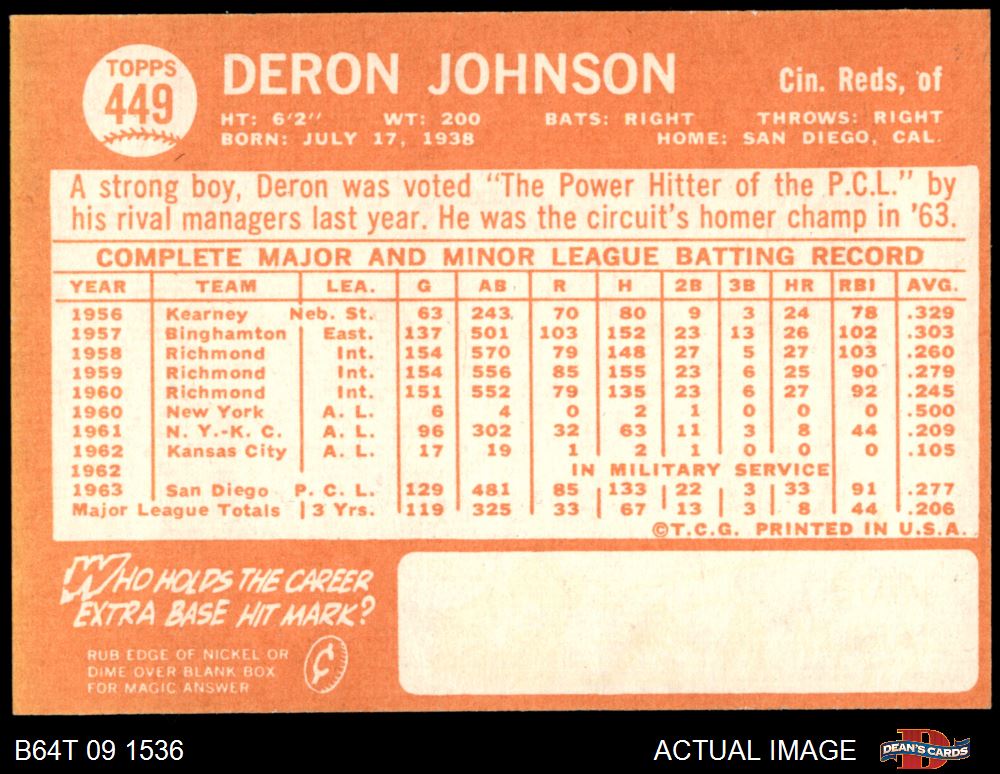 TOPPS
449
DERON JOHNSON
Cin. Reds, of
HT: 6'2" WT: 200 BATS: RIGHT THROWS: RIGHT
BORN: JULY 17, 1938 HOME: SAN DIEGO, CAL.
A strong boy, Deron was voted "The Power Hitter of the P.C.L." by
his rival managers last year. He was the circuit's homer champ in '63.
COMPLETE MAJOR AND MINOR LEAGUE BATTING RECORD
YEAR TEAM LEA. G AB R H 2B 3B HR RBI AVG.
1956 Kearney Neb. St. 63 243 70 80 9 3 24 78 .329
1957 Binghamton East. 137 501 103 152 23 13 26 102 .303
1958 Richmond Int. 154 570 79 148 27 5 27 103 .260
1959 Richmond Int. 154 556 85 155 23 6 25 90 .279
1960 Richmond Int. 151 552 79 135 23 6 27 92 .245
1960 New York A. L. 6 4 0 2 1 0 0 0 .500
1961 N. Y.-K. C. A. L. 96 302 32 63 11 3 8 44 .209
1962 Kansas City A. L. 17 19 1 2 1 0 0 0 .105
1962 IN MILITARY SERVICE
1963 San Diego P. C. L. 129 481 85 133 22 3 33 91 .277
Major League Totals 3 Yrs. 119 325 33 67 13 3 8 44 .206
©T.C.G. PRINTED IN U.S.A.
WHO HOLDS THE CAREER
EXTRA BASE HIT MARK?
RUB EDGE OF NICKEL OR
DIME OVER BLANK BOX
FOR MAGIC ANSWER
¢
B64T 09 1536
ACTUAL IMAGE
DEAN'S CARDS